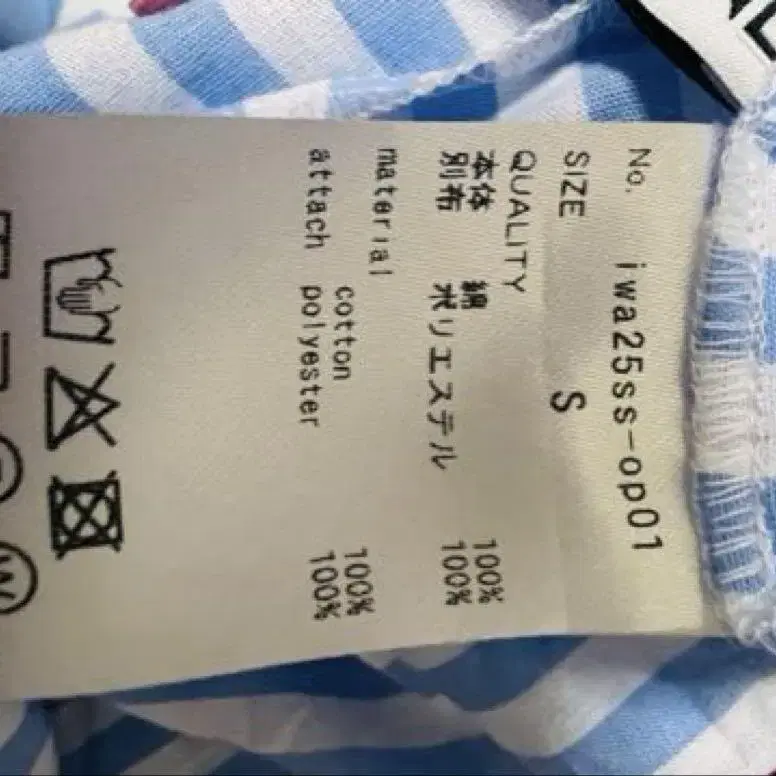 No. iwa25ss-op01
SIZE S
QUALITY
本体 綿 100%
別布 ポリエステル 100%
material cotton 100%
attach polyester 100%
W